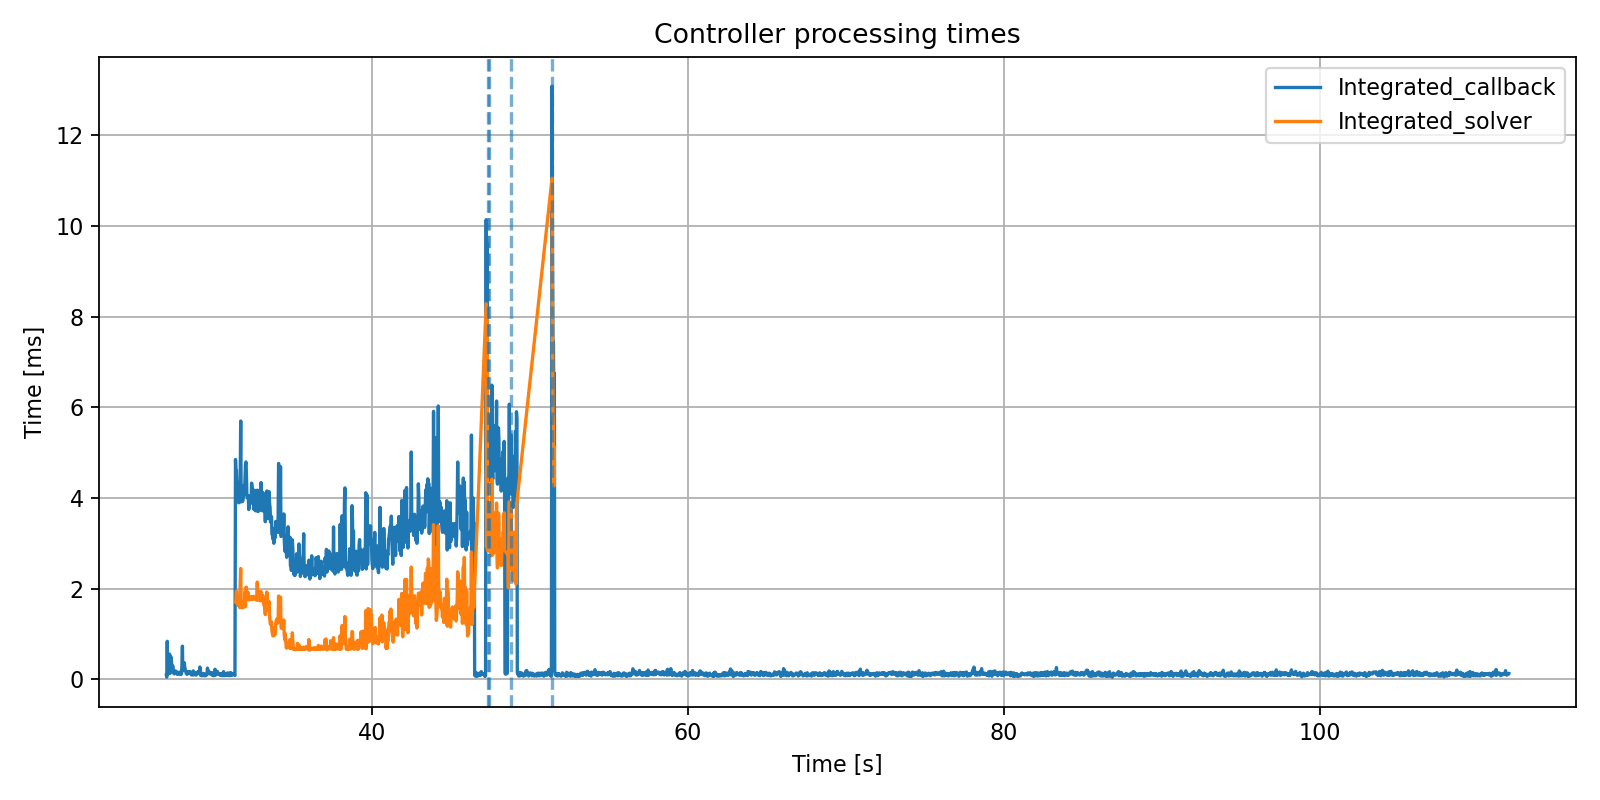 Controller processing times
Integrated_callback
Integrated_solver
12
10
8
6
4
2
0
Time [ms]
40
60
80
100
Time [s]